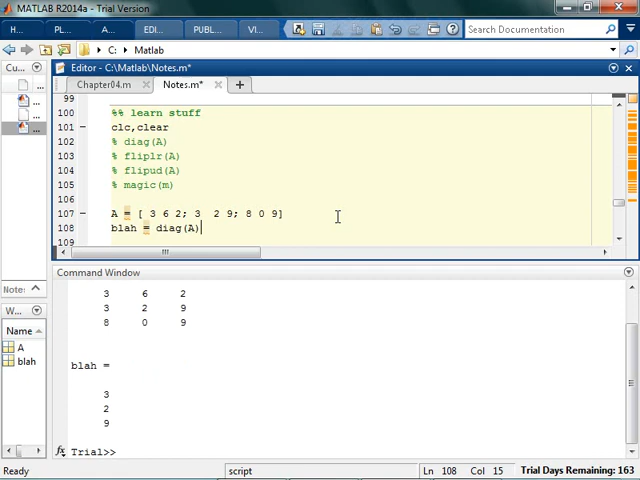 MATLAB R2014a - Trial Version
H... PL... A... EDI... PUBL... VI... Search Documentation
C: Matlab
Cu... Editor - C:\Matlab\Notes.m*
Chapter04.m Notes.m*
99
100 %% learn stuff
101 clc,clear
102 % diag(A)
103 % fliplr(A)
104 % flipud(A)
105 % magic(m)
106
107 A = [ 3 6 2; 3 2 9; 8 0 9]
108 blah = diag(A)
109
Command Window
3 6 2
3 2 9
8 0 9
blah =
3
2
9
Trial>>
Notes:
W...
Name
A
blah
Ready script Ln 108 Col 15 Trial Days Remaining: 163